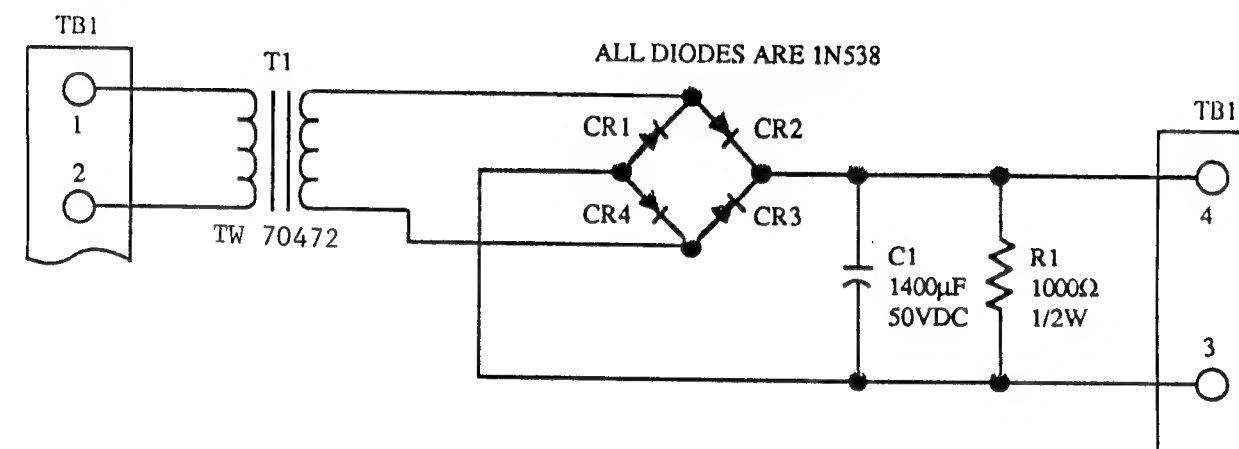 TB1
T1
ALL DIODES ARE 1N538
TB1
1
CR1
CR2
2
CR4
CR3
4
TW 70472
C1
1400µF
50VDC
R1
1000Ω
1/2W
3